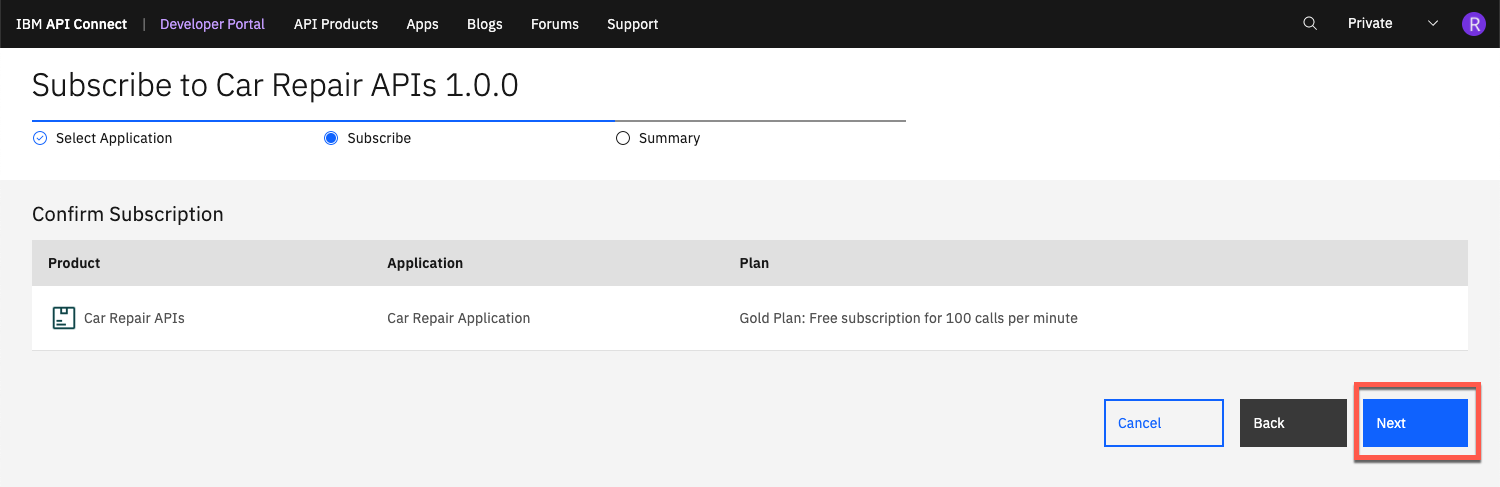 IBM API Connect | Developer Portal API Products Apps Blogs Forums Support Private R
Subscribe to Car Repair APIs 1.0.0
Select Application Subscribe Summary
Confirm Subscription
Product Application Plan
Car Repair APIs Car Repair Application Gold Plan: Free subscription for 100 calls per minute
Cancel Back Next